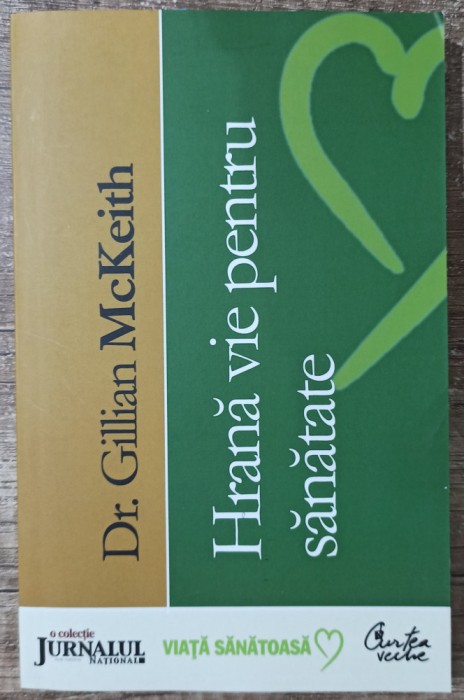 Dr. Gillian McKeith
Hrană vie pentru
sănătate
o colecție
JURNALUL
NAȚIONAL
VIAȚĂ SĂNĂTOASĂ
Curtea
veche